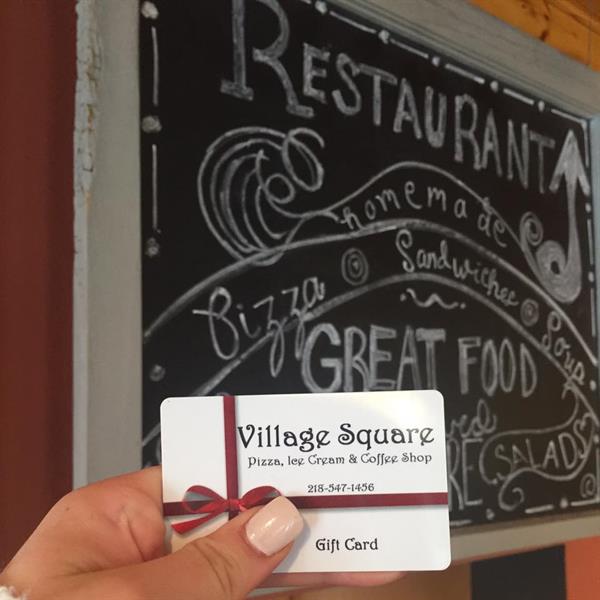 RESTAURANT
homemade
Pizza Sandwiches Soup
GREAT FOOD
SALADS
Village Square
Pizza, Ice Cream & Coffee Shop
218-547-1456
Gift Card